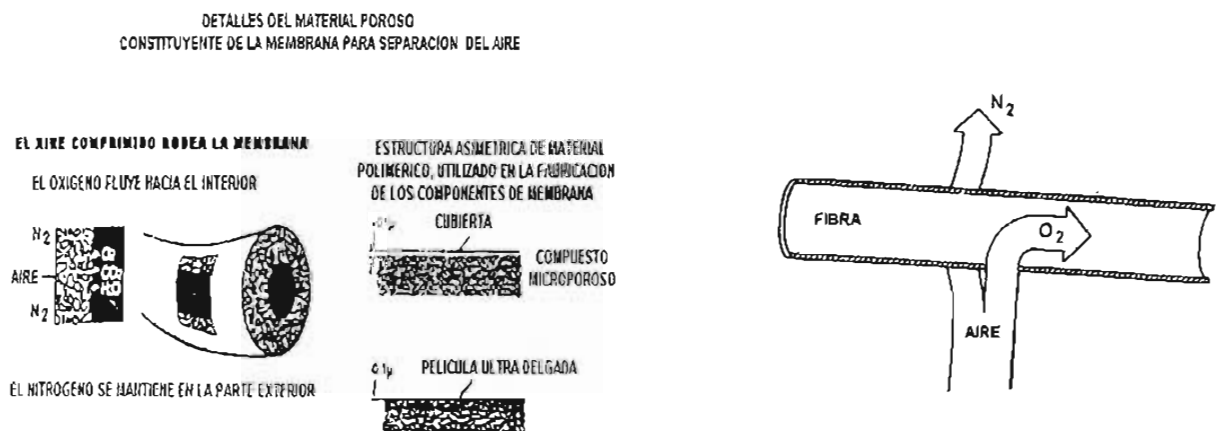 DETALLES DEL MATERIAL POROSO
CONSTITUYENTE DE LA MEMBRANA PARA SEPARACION DEL AIRE
EL AIRE COMPRIMIDO RODEA LA MEMBRANA
EL OXIGENO FLUYE HACIA EL INTERIOR
N2
AIRE
N2
EL NITROGENO SE MANTIENE EN LA PARTE EXTERIOR
ESTRUCTURA ASIMETRICA DE MATERIAL
POLIMERICO, UTILIZADO EN LA FABRICACION
DE LOS COMPONENTES DE MEMBRANA
CUBIERTA
COMPUESTO
MICROPOROSO
0.1µ
PELICULA ULTRA DELGADA
N2
FIBRA
O2
AIRE